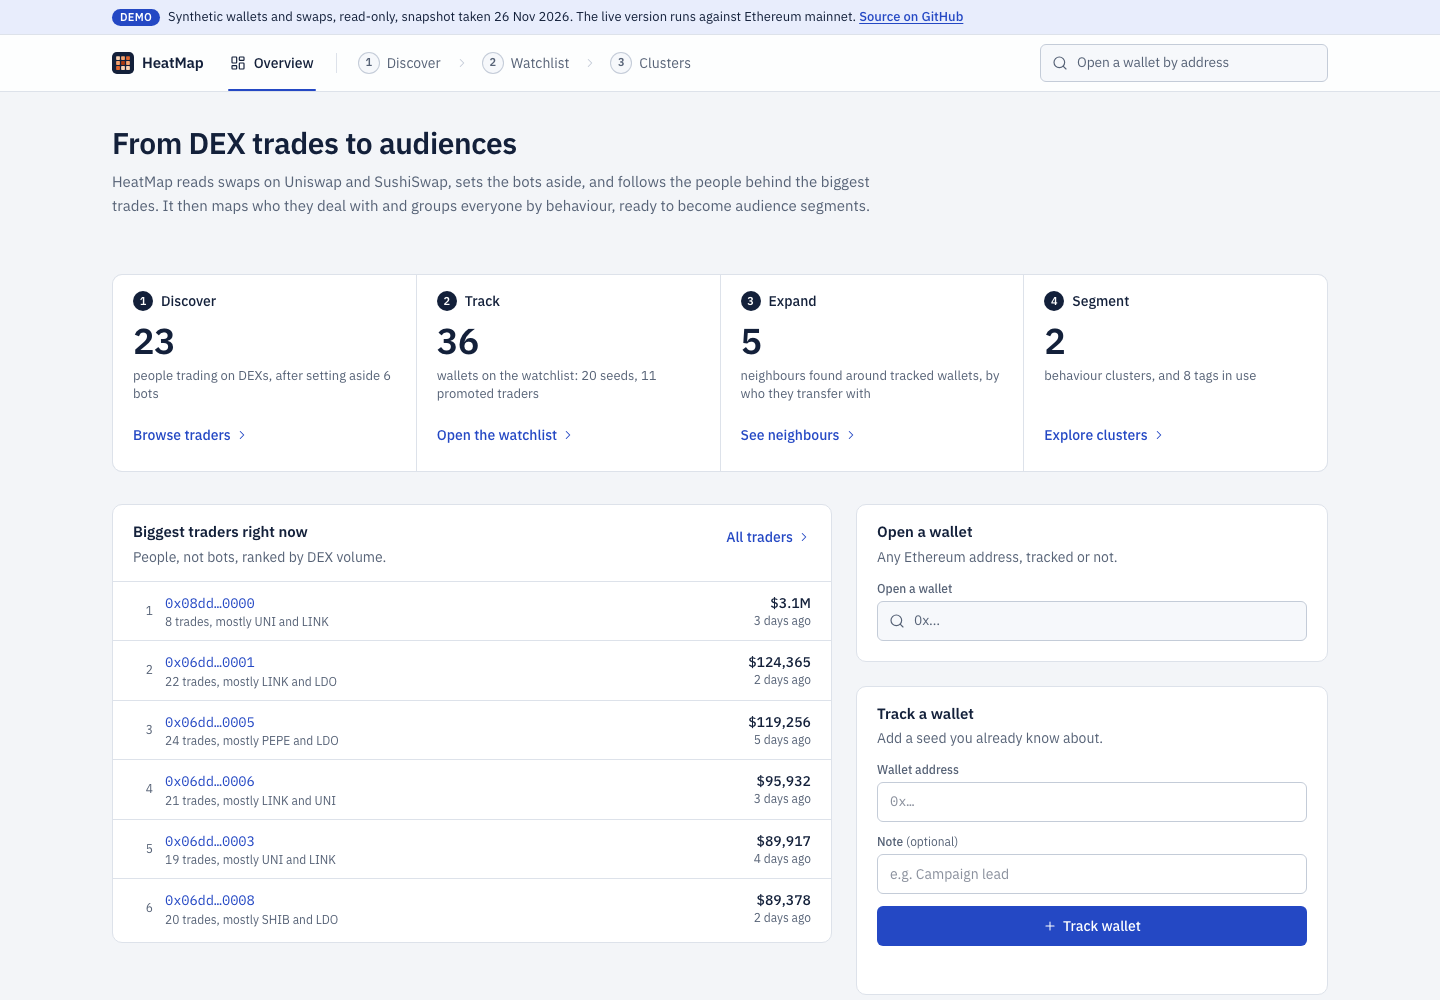 DEMO Synthetic wallets and swaps, read-only, snapshot taken 26 Nov 2026. The live version runs against Ethereum mainnet. Source on GitHub
HeatMap Overview 1 Discover 2 Watchlist 3 Clusters Open a wallet by address
From DEX trades to audiences
HeatMap reads swaps on Uniswap and SushiSwap, sets the bots aside, and follows the people behind the biggest
trades. It then maps who they deal with and groups everyone by behaviour, ready to become audience segments.
1 Discover
23
people trading on DEXs, after setting aside 6
bots
Browse traders
2 Track
36
wallets on the watchlist: 20 seeds, 11
promoted traders
Open the watchlist
3 Expand
5
neighbours found around tracked wallets, by
who they transfer with
See neighbours
4 Segment
2
behaviour clusters, and 8 tags in use
Explore clusters
Biggest traders right now
People, not bots, ranked by DEX volume.
All traders
1 0x08dd…0000 $3.1M
8 trades, mostly UNI and LINK 3 days ago
2 0x06dd…0001 $124,365
22 trades, mostly LINK and LDO 2 days ago
3 0x06dd…0005 $119,256
24 trades, mostly PEPE and LDO 5 days ago
4 0x06dd…0006 $95,932
21 trades, mostly LINK and UNI 3 days ago
5 0x06dd…0003 $89,917
19 trades, mostly UNI and LINK 4 days ago
6 0x06dd…0008 $89,378
20 trades, mostly SHIB and LDO 2 days ago
Open a wallet
Any Ethereum address, tracked or not.
Open a wallet
0x…
Track a wallet
Add a seed you already know about.
Wallet address
0x…
Note (optional)
e.g. Campaign lead
+ Track wallet